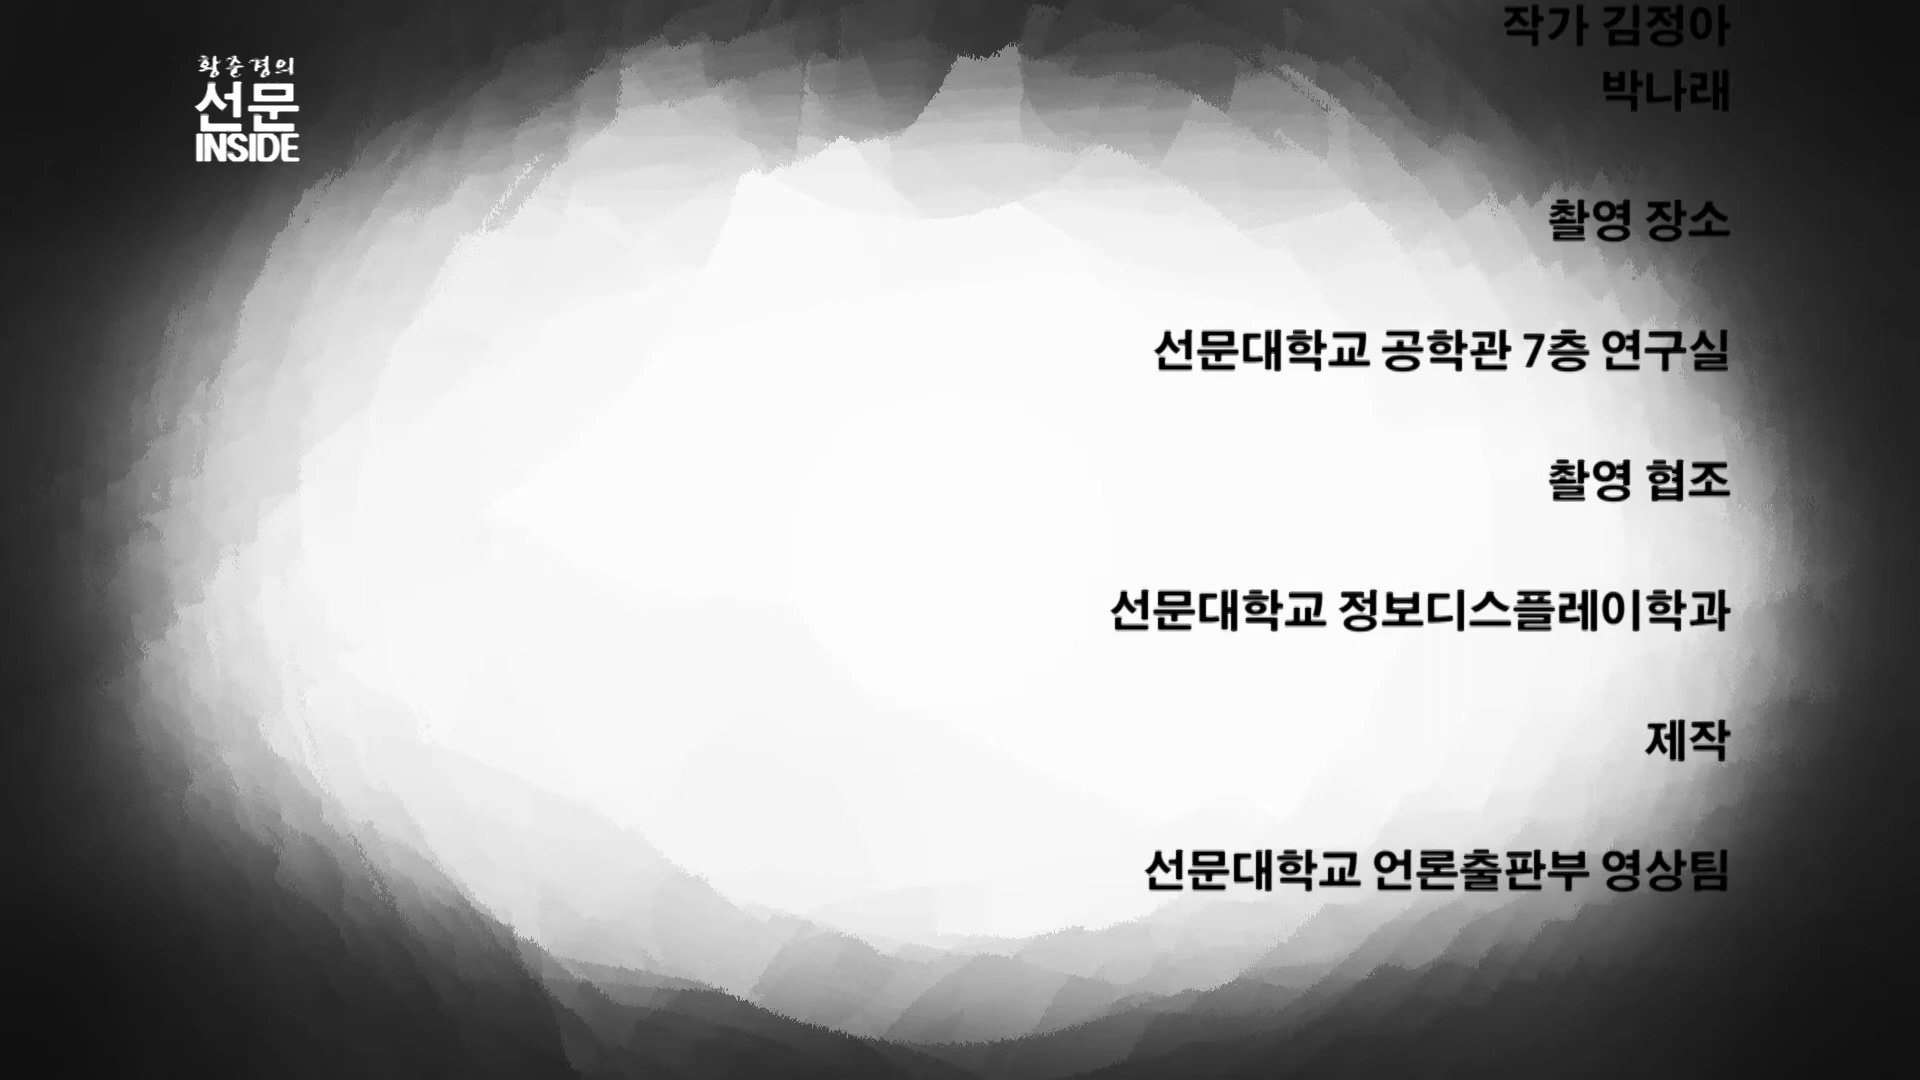 황준경의
선문
INSIDE
작가 김정아
박나래
촬영 장소
선문대학교 공학관 7층 연구실
촬영 협조
선문대학교 정보디스플레이학과
제작
선문대학교 언론출판부 영상팀